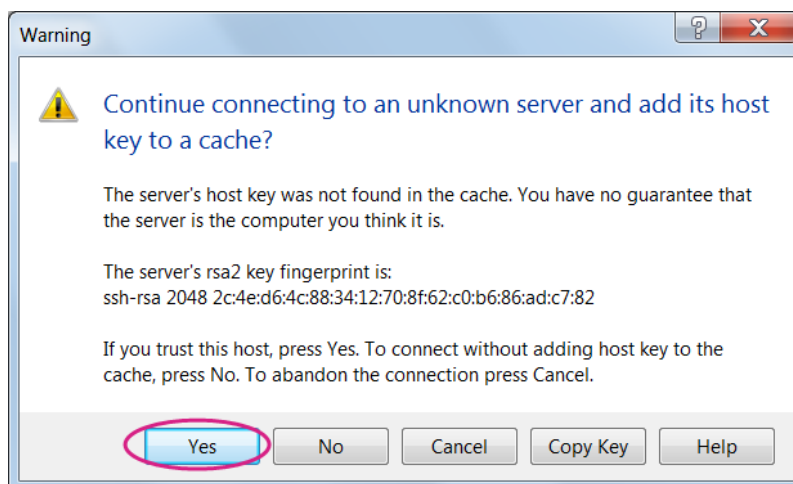 Warning
Continue connecting to an unknown server and add its host
key to a cache?
The server's host key was not found in the cache. You have no guarantee that
the server is the computer you think it is.
The server's rsa2 key fingerprint is:
ssh-rsa 2048 2c:4e:d6:4c:88:34:12:70:8f:62:c0:b6:86:ad:c7:82
If you trust this host, press Yes. To connect without adding host key to the
cache, press No. To abandon the connection press Cancel.
Yes No Cancel Copy Key Help